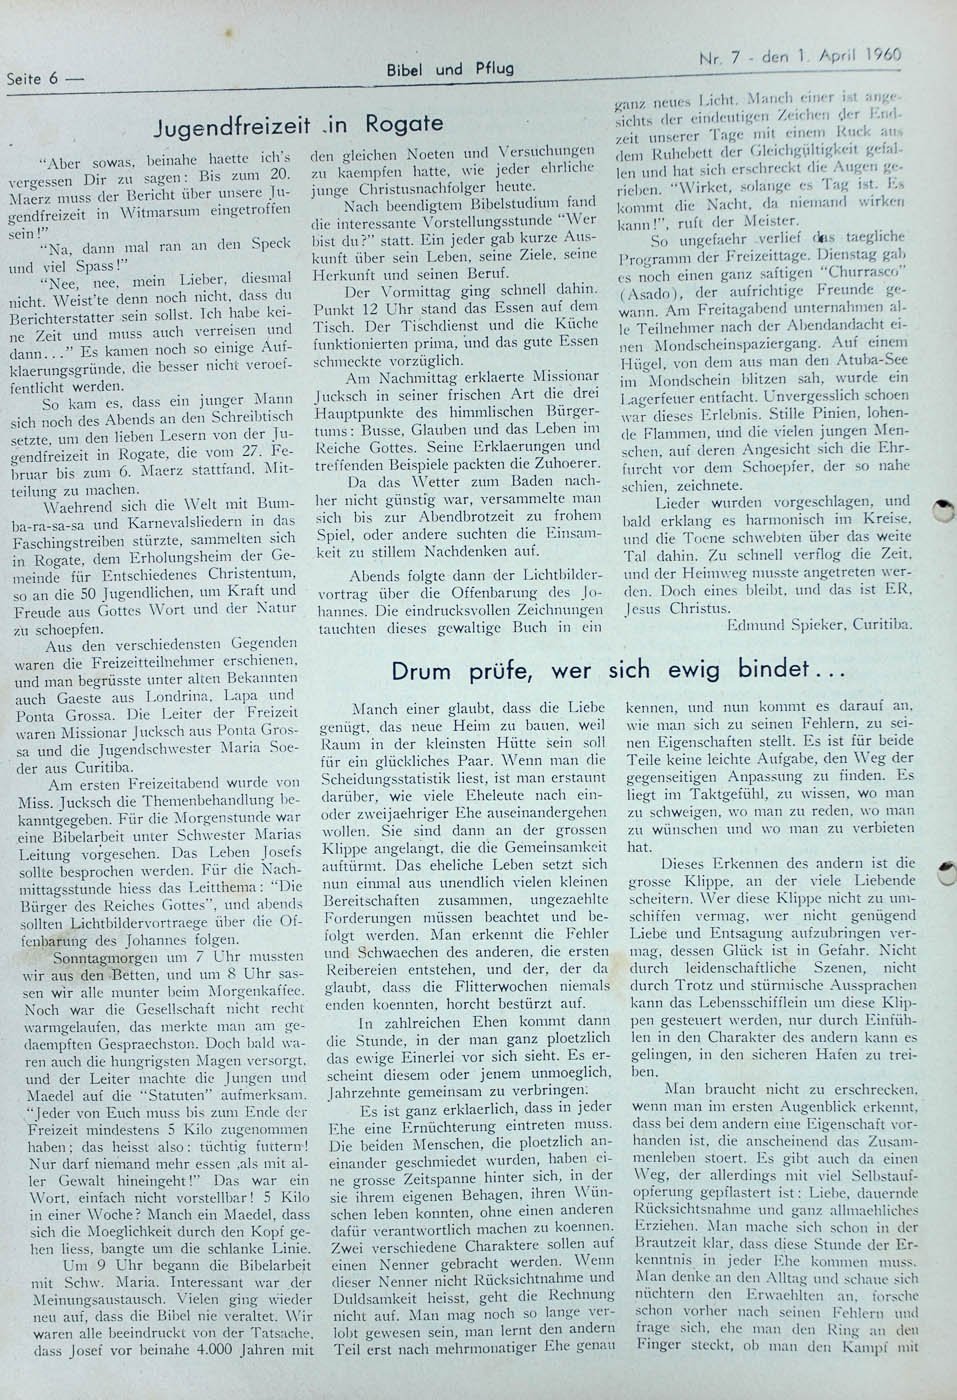 Seite 6 —
Bibel und Pflug
Nr. 7 - den 1. April 1960
Jugendfreizeit in Rogate
"Aber sowas, beinahe haette ich's
vergessen Dir zu sagen: Bis zum 20.
Maerz muss der Bericht über unsere Ju-
gendfreizeit in Witmarsum eingetroffen
sein!"
"Na, dann mal ran an den Speck
und viel Spass!"
"Nee, nee, mein Lieber, diesmal
nicht. Weist'te denn noch nicht, dass du
Berichterstatter sein sollst. Ich habe kei-
ne Zeit und muss auch verreisen und
dann..." Es kamen noch so einige Auf-
klaerungsgründe, die besser nicht veroef-
fentlicht werden.
So kam es, dass ein junger Mann
sich noch des Abends an den Schreibtisch
setzte, um den lieben Lesern von der Ju-
gendfreizeit in Rogate, die vom 27. Fe-
bruar bis zum 6. Maerz stattfand, Mit-
teilung zu machen.
Waehrend sich die Welt mit Bum-
ba-ra-sa-sa und Karnevalsliedern in das
Faschingstreiben stürzte, sammelten sich
in Rogate, dem Erholungsheim der Ge-
meinde für Entschiedenes Christentum,
so an die 50 Jugendlichen, um Kraft und
Freude aus Gottes Wort und der Natur
zu schoepfen.
Aus den verschiedensten Gegenden
waren die Freizeitteilnehmer erschienen,
und man begrüsste unter alten Bekannten
auch Gaeste aus Londrina, Lapa und
Ponta Grossa. Die Leiter der Freizeit
waren Missionar Jucksch aus Ponta Gros-
sa und die Jugendschwester Maria Soe-
der aus Curitiba.
Am ersten Freizeitabend wurde von
Miss. Jucksch die Themenbehandlung be-
kanntgegeben. Für die Morgenstunde war
eine Bibelarbeit unter Schwester Marias
Leitung vorgesehen. Das Leben Josefs
sollte besprochen werden. Für die Nach-
mittagsstunde hiess das Leitthema: "Die
Bürger des Reiches Gottes", und abends
sollten Lichtbildervortraege über die Of-
fenbarung des Johannes folgen.
Sonntagmorgen um 7 Uhr mussten
wir aus den Betten, und um 8 Uhr sas-
sen wir alle munter beim Morgenkaffee.
Noch war die Gesellschaft nicht recht
warmgelaufen, das merkte man am ge-
daempften Gespraechston. Doch bald wa-
ren auch die hungrigsten Magen versorgt,
und der Leiter machte die Jungen und
Maedel auf die "Statuten" aufmerksam.
"Jeder von Euch muss bis zum Ende der
Freizeit mindestens 5 Kilo zugenommen
haben; das heisst also: tüchtig futtern!
Nur darf niemand mehr essen ,als mit al-
ler Gewalt hineingeht!" Das war ein
Wort, einfach nicht vorstellbar! 5 Kilo
in einer Woche? Manch ein Maedel, dass
sich die Moeglichkeit durch den Kopf ge-
hen liess, bangte um die schlanke Linie.
Um 9 Uhr begann die Bibelarbeit
mit Schw. Maria. Interessant war der
Meinungsaustausch. Vielen ging wieder
neu auf, dass die Bibel nie veraltet. Wir
waren alle beeindruckt von der Tatsache,
dass Josef vor beinahe 4.000 Jahren mit
den gleichen Noeten und Versuchungen
zu kaempfen hatte, wie jeder ehrliche
junge Christusnachfolger heute.
Nach beendigtem Bibelstudium fand
die interessante Vorstellungsstunde "Wer
bist du?" statt. Ein jeder gab kurze Aus-
kunft über sein Leben, seine Ziele, seine
Herkunft und seinen Beruf.
Der Vormittag ging schnell dahin.
Punkt 12 Uhr stand das Essen auf dem
Tisch. Der Tischdienst und die Küche
funktionierten prima, und das gute Essen
schmeckte vorzüglich.
Am Nachmittag erklaerte Missionar
Jucksch in seiner frischen Art die drei
Hauptpunkte des himmlischen Bürger-
tums: Busse, Glauben und das Leben im
Reiche Gottes. Seine Erklaerungen und
treffenden Beispiele packten die Zuhoerer.
Da das Wetter zum Baden nach-
her nicht günstig war, versammelte man
sich bis zur Abendbrotzeit zu frohem
Spiel, oder andere suchten die Einsam-
keit zu stillem Nachdenken auf.
Abends folgte dann der Lichtbilder-
vortrag über die Offenbarung des Jo-
hannes. Die eindrucksvollen Zeichnungen
tauchten dieses gewaltige Buch in ein
ganz neues Licht. Manch einer ist ange-
sichts der eindeutigen Zeichen der End-
zeit unserer Tage mit einem Ruck aus
dem Ruhebett der Gleichgültigkeit gefal-
len und hat sich erschreckt die Augen ge-
rieben. "Wirket, solange es Tag ist. Es
kommt die Nacht, da niemand wirken
kann!", ruft der Meister.
So ungefaehr verlief das taegliche
Programm der Freizeittage. Dienstag gab
es noch einen ganz saftigen "Churrasco"
(Asado), der aufrichtige Freunde ge-
wann. Am Freitagabend unternahmen al-
le Teilnehmer nach der Abendandacht ei-
nen Mondscheinspaziergang. Auf einem
Hügel, von dem aus man den Atuba-See
im Mondschein blitzen sah, wurde ein
Lagerfeuer entfacht. Unvergesslich schoen
war dieses Erlebnis. Stille Pinien, lohen-
de Flammen, und die vielen jungen Men-
schen, auf deren Angesicht sich die Ehr-
furcht vor dem Schoepfer, der so nahe
schien, zeichnete.
Lieder wurden vorgeschlagen, und
bald erklang es harmonisch im Kreise,
und die Toene schwebten über das weite
Tal dahin. Zu schnell verflog die Zeit,
und der Heimweg musste angetreten wer-
den. Doch eines bleibt, und das ist ER,
Jesus Christus.
Edmund Spieker, Curitiba.
Drum prüfe, wer sich ewig bindet...
Manch einer glaubt, dass die Liebe
genügt, das neue Heim zu bauen, weil
Raum in der kleinsten Hütte sein soll
für ein glückliches Paar. Wenn man die
Scheidungsstatistik liest, ist man erstaunt
darüber, wie viele Eheleute nach ein-
oder zweijaehriger Ehe auseinandergehen
wollen. Sie sind dann an der grossen
Klippe angelangt, die die Gemeinsamkeit
auftürmt. Das eheliche Leben setzt sich
nun einmal aus unendlich vielen kleinen
Bereitschaften zusammen, ungezaehlte
Forderungen müssen beachtet und be-
folgt werden. Man erkennt die Fehler
und Schwaechen des anderen, die ersten
Reibereien entstehen, und der, der da
glaubt, dass die Flitterwochen niemals
enden koennten, horcht bestürzt auf.
In zahlreichen Ehen kommt dann
die Stunde, in der man ganz ploetzlich
das ewige Einerlei vor sich sieht. Es er-
scheint diesem oder jenem unmoeglich,
Jahrzehnte gemeinsam zu verbringen.
Es ist ganz erklaerlich, dass in jeder
Ehe eine Ernüchterung eintreten muss.
Die beiden Menschen, die ploetzlich an-
einander geschmiedet wurden, haben ei-
ne grosse Zeitspanne hinter sich, in der
sie ihrem eigenen Behagen, ihren Wün-
schen leben konnten, ohne einen anderen
dafür verantwortlich machen zu koennen.
Zwei verschiedene Charaktere sollen auf
einen Nenner gebracht werden. Wenn
dieser Nenner nicht Rücksichtnahme und
Duldsamkeit heisst, geht die Rechnung
nicht auf. Man mag noch so lange ver-
lobt gewesen sein, man lernt den andern
Teil erst nach mehrmonatiger Ehe genau
kennen, und nun kommt es darauf an,
wie man sich zu seinen Fehlern, zu sei-
nen Eigenschaften stellt. Es ist für beide
Teile keine leichte Aufgabe, den Weg der
gegenseitigen Anpassung zu finden. Es
liegt im Taktgefühl, zu wissen, wo man
zu schweigen, wo man zu reden, wo man
zu wünschen und wo man zu verbieten
hat.
Dieses Erkennen des andern ist die
grosse Klippe, an der viele Liebende
scheitern. Wer diese Klippe nicht zu um-
schiffen vermag, wer nicht genügend
Liebe und Entsagung aufzubringen ver-
mag, dessen Glück ist in Gefahr. Nicht
durch leidenschaftliche Szenen, nicht
durch Trotz und stürmische Aussprachen
kann das Lebensschifflein um diese Klip-
pen gesteuert werden, nur durch Einfüh-
len in den Charakter des andern kann es
gelingen, in den sicheren Hafen zu trei-
ben.
Man braucht nicht zu erschrecken,
wenn man im ersten Augenblick erkennt,
dass bei dem andern eine Eigenschaft vor-
handen ist, die anscheinend das Zusam-
menleben stoert. Es gibt auch da einen
Weg, der allerdings mit viel Selbstauf-
opferung gepflastert ist: Liebe, dauernde
Rücksichtsnahme und ganz allmaehliches
Erziehen. Man mache sich schon in der
Brautzeit klar, dass diese Stunde der Er-
kenntnis in jeder Ehe kommen muss.
Man denke an den Alltag und schaue sich
nüchtern den Erwaehlten an, forsche
schon vorher nach seinen Fehlern und
frage sich, ehe man den Ring an den
Finger steckt, ob man den Kampf mit